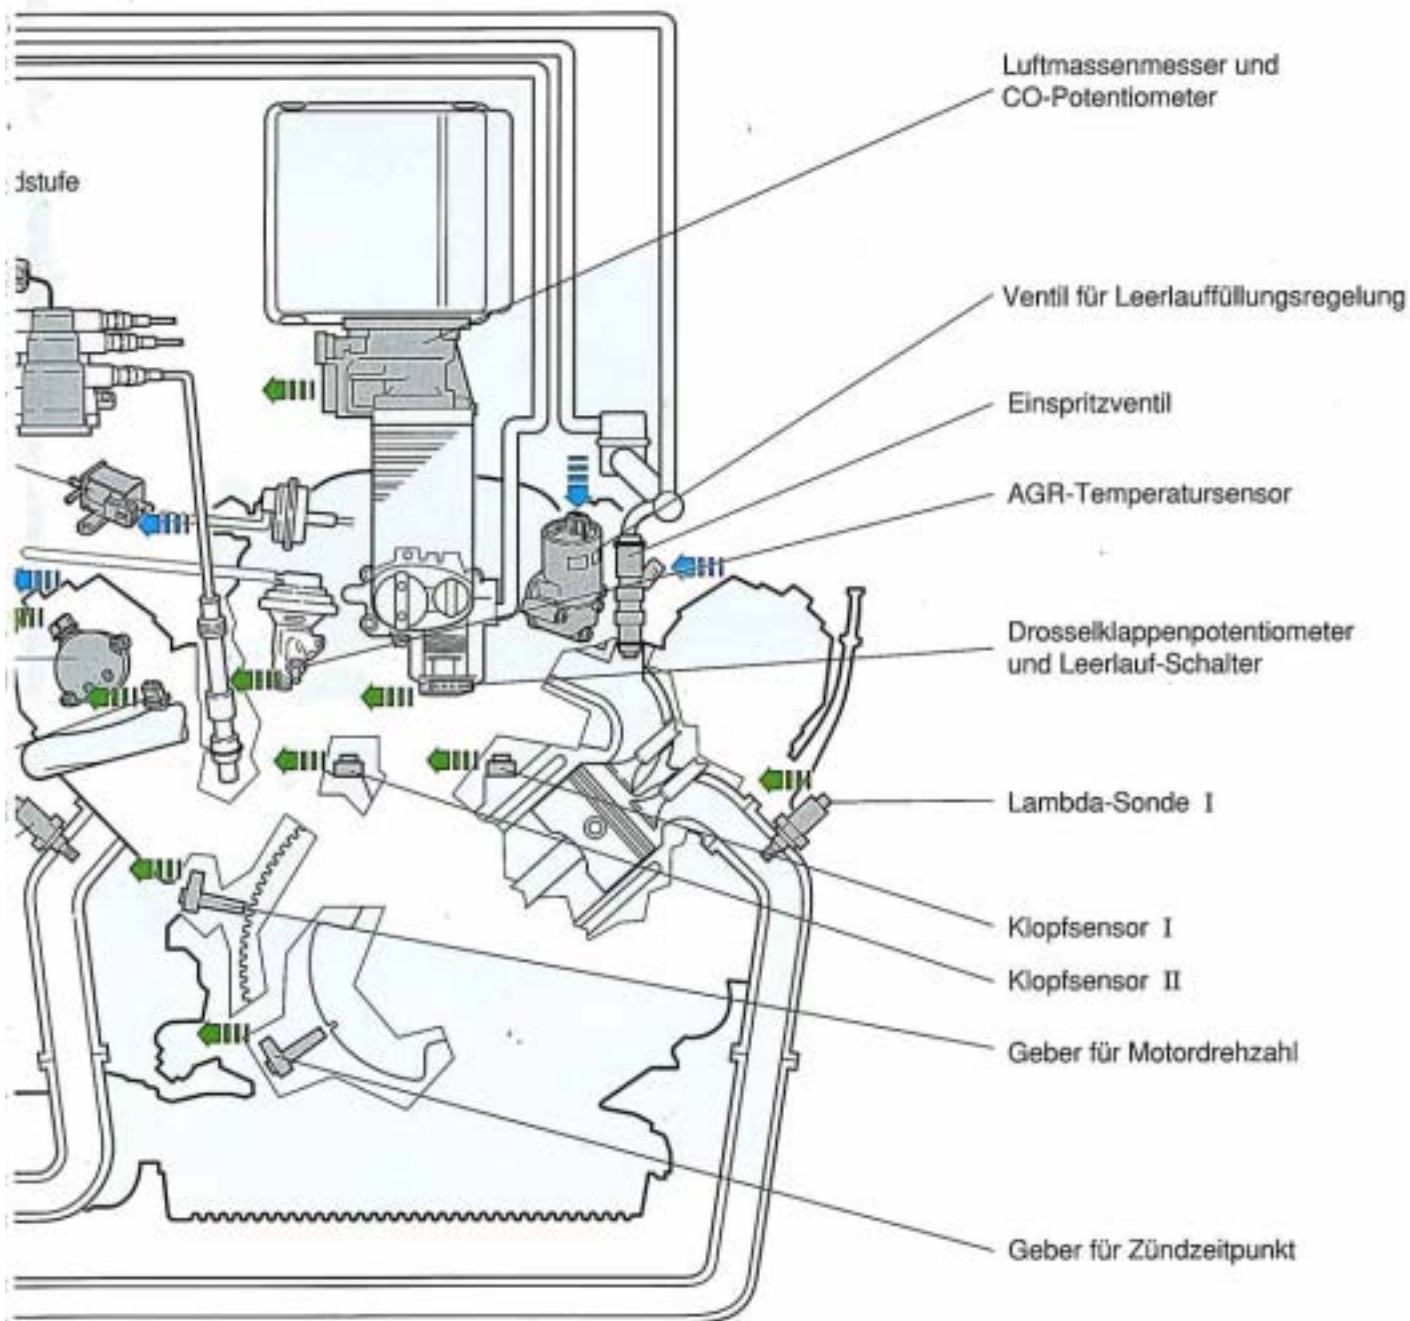 Luftmassenmesser und
CO-Potentiometer
dstufe
Ventil für Leerlauffüllungsregelung
Einspritzventil
AGR-Temperatursensor
Drosselklappenpotentiometer
und Leerlauf-Schalter
Lambda-Sonde I
Klopfsensor I
Klopfsensor II
Geber für Motordrehzahl
Geber für Zündzeitpunkt